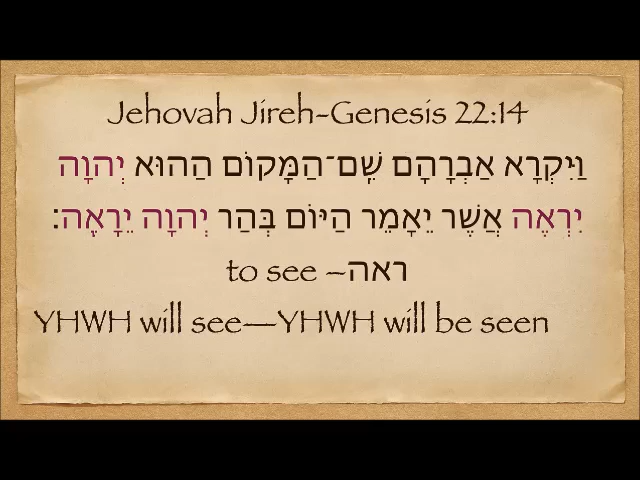 Jehovah Jireh-Genesis 22:14
וַיִּקְרָא אַבְרָהָם שֵֽׁם־הַמָּקוֹם הַהוּא יְהוָה
יִרְאֶה אֲשֶׁר יֵאָמֵר הַיּוֹם בְּהַר יְהוָה יֵרָאֶֽה׃
ראה– to see
YHWH will see—YHWH will be seen